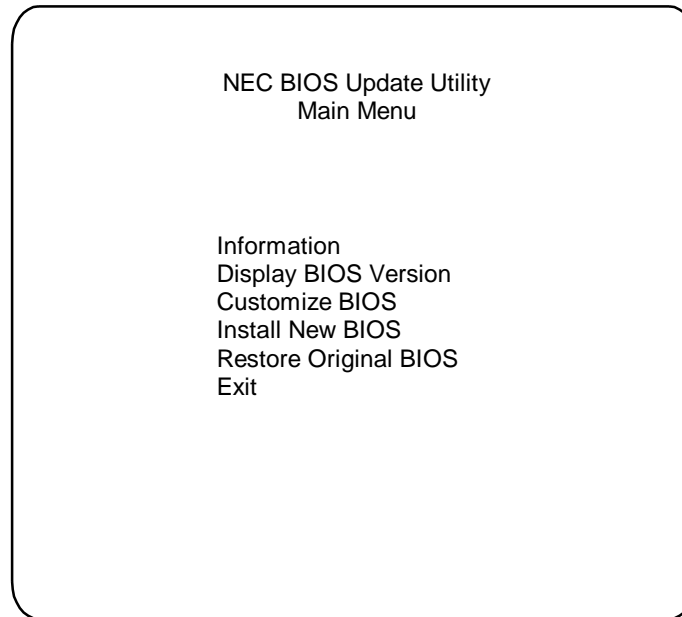 NEC BIOS Update Utility
Main Menu
Information
Display BIOS Version
Customize BIOS
Install New BIOS
Restore Original BIOS
Exit